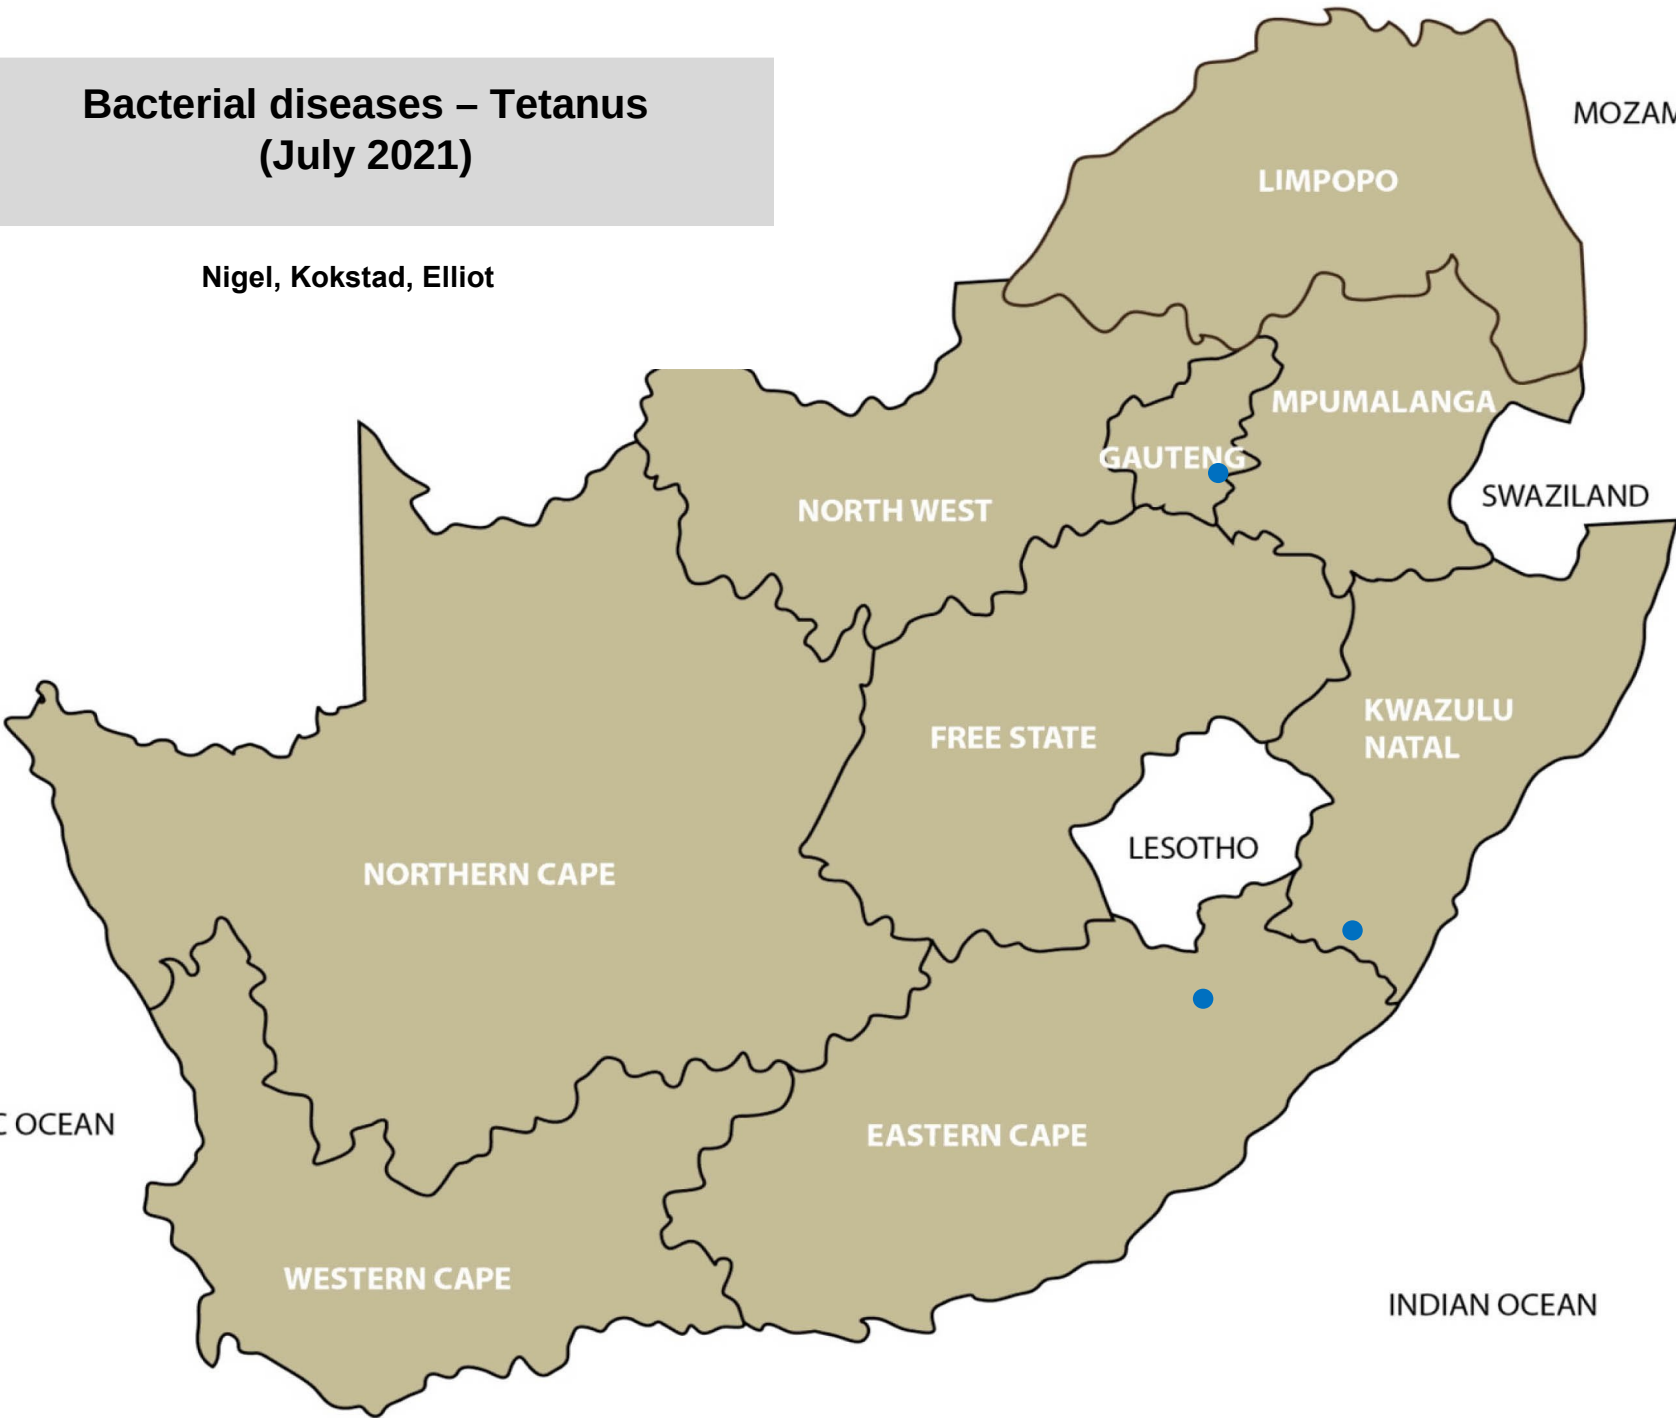 Bacterial diseases – Tetanus
(July 2021)
Nigel, Kokstad, Elliot
MOZAM
LIMPOPO
MPUMALANGA
GAUTENG
SWAZILAND
NORTH WEST
KWAZULU
NATAL
FREE STATE
LESOTHO
NORTHERN CAPE
C OCEAN
EASTERN CAPE
WESTERN CAPE
INDIAN OCEAN